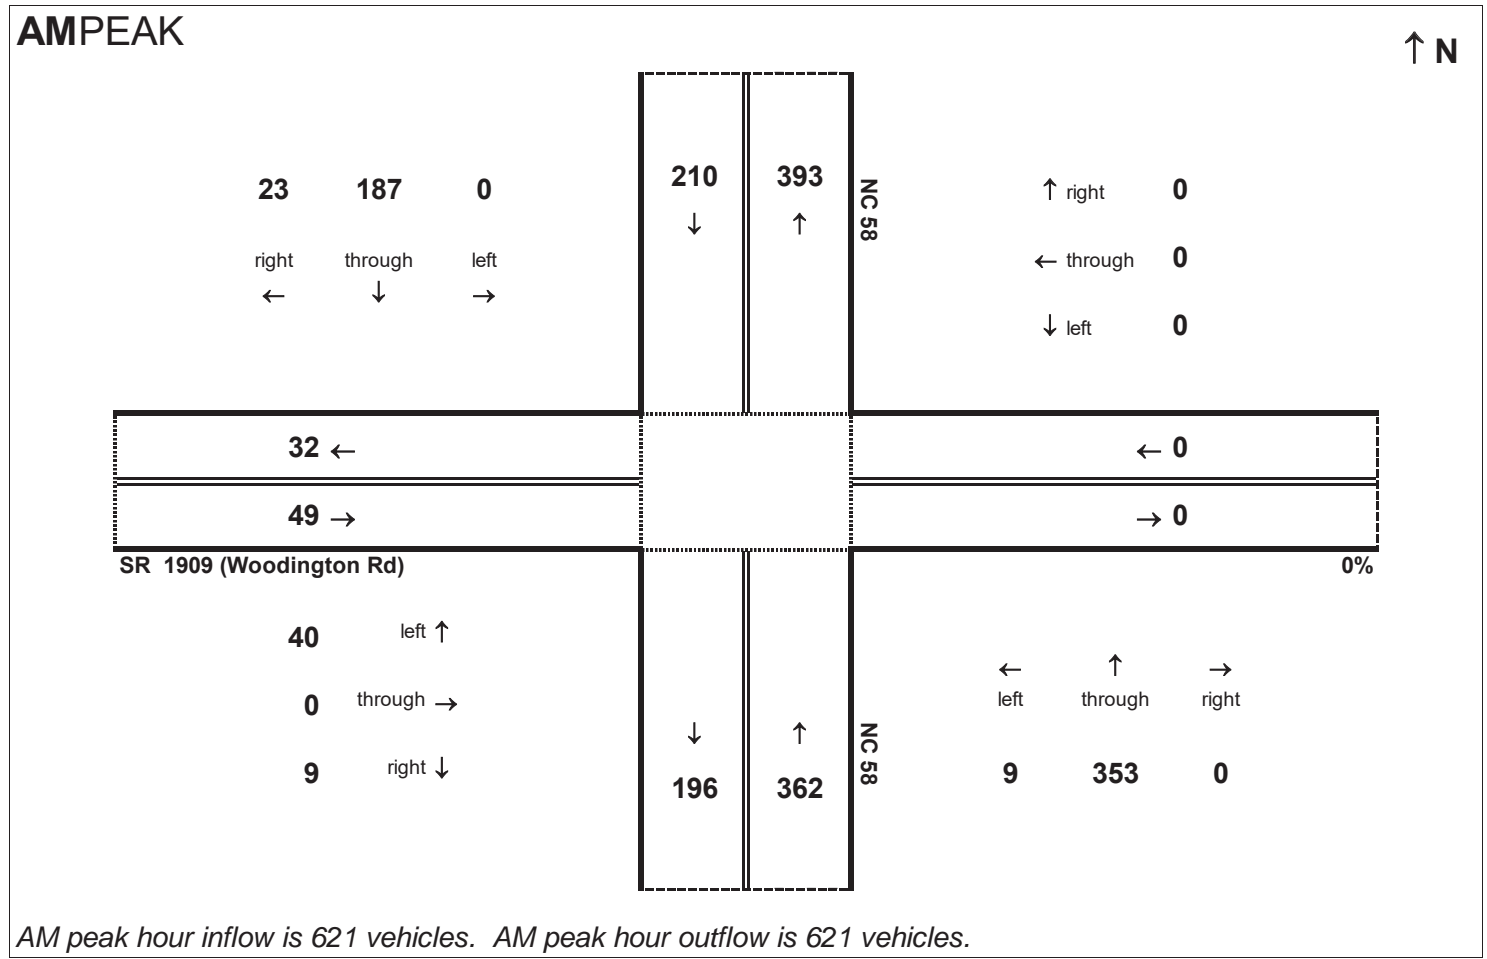 AMPEAK
↑ N
210 393
↓ ↑
NC 58
23 187 0
right through left
← ↓ →
↑ right 0
← through 0
↓ left 0
32 ←
49 →
← 0
→ 0
SR 1909 (Woodington Rd)
0%
40 left ↑
0 through →
9 right ↓
↓ ↑
196 362
NC 58
← ↑ →
left through right
9 353 0
AM peak hour inflow is 621 vehicles. AM peak hour outflow is 621 vehicles.